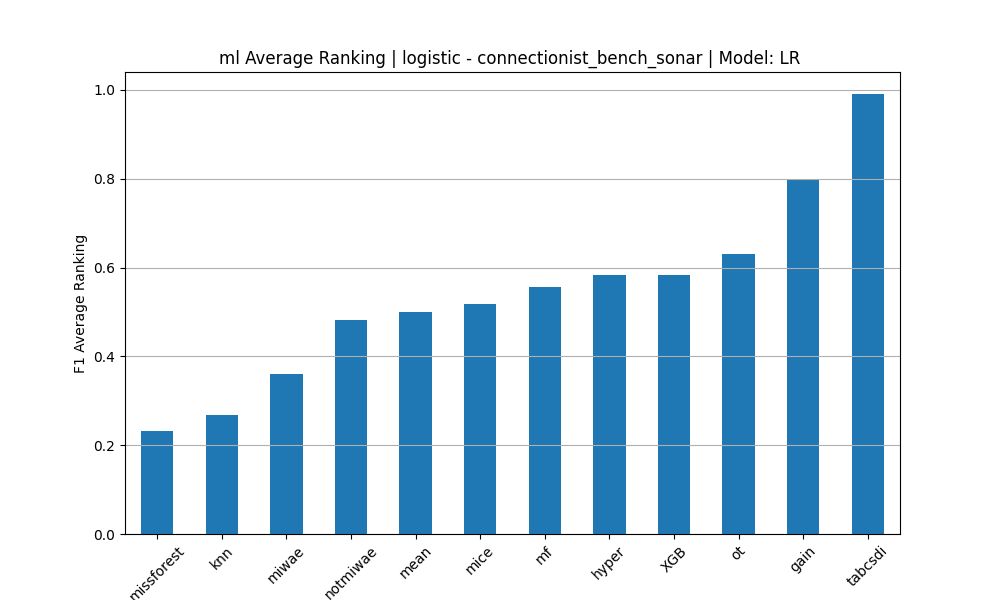 ml Average Ranking | logistic - connectionist_bench_sonar | Model: LR
F1 Average Ranking
1.0
0.8
0.6
0.4
0.2
0.0
missforest
knn
miwae
notmiwae
mean
mice
mf
hyper
XGB
ot
gain
tabcsdi